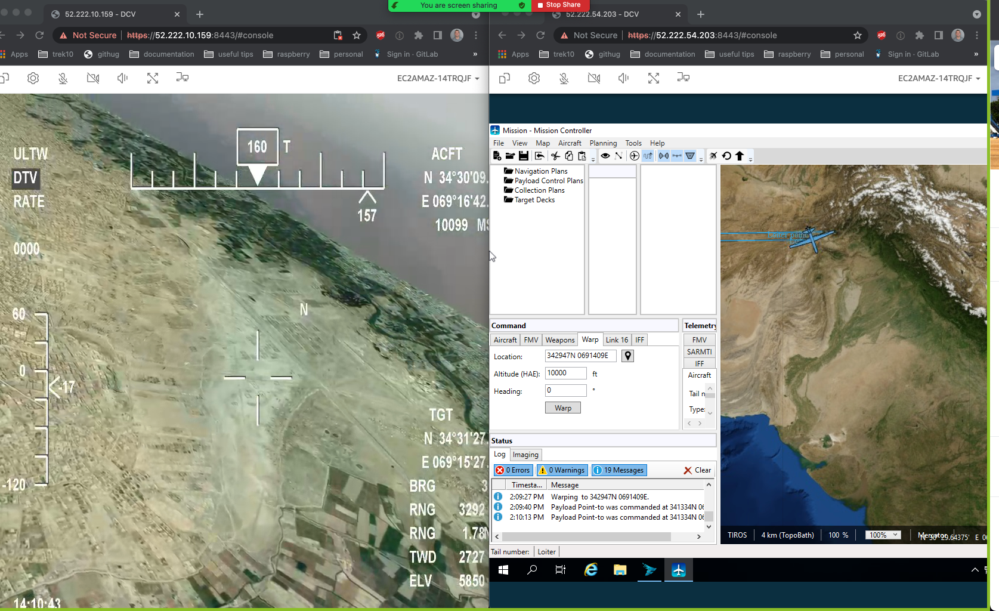 You are screen sharing
Stop Share
52.222.10.159 - DCV
Not Secure
https://52.222.10.159:8443/#console
Apps
trek10
githug
documentation
useful tips
raspberry
personal
Sign in · GitLab
»
EC2AMAZ-14TRQJF
ULTW
DTV
RATE
0000
160 T
157
ACFT
N 34°30'09.
E 069°16'42.
10099
N
60
0
-17
-120
TGT
N 34°31'27.
E 069°15'27.
BRG 3
RNG 3292
RNG 1.78
TWD 2727
ELV 5850
14:10:43
52.222.54.203 - DCV
Not Secure
https://52.222.54.203:8443/#console
Apps
trek10
githug
documentation
useful tips
raspberry
personal
Sign in · GitLab
»
EC2AMAZ-14TRQJF
Mission - Mission Controller
File View Map Aircraft Planning Tools Help
Navigation Plans
Payload Control Plans
Collection Plans
Target Decks
Loiter point
Command
Aircraft FMV Weapons Warp Link 16 IFF
Location: 342947N 0691409E
Altitude (HAE): 10000 ft
Heading: 0 °
Warp
Telemetry
FMV
SARMTI
IFF
Aircraft
Tail n
Type:
Status
Log Imaging
0 Errors 0 Warnings 19 Messages Clear
Timesta... Message
2:09:27 PM Warping to 342947N 0691409E.
2:09:40 PM Payload Point-to was commanded at 341334N
2:10:13 PM Payload Point-to was commanded at 341334N
Tail number: Loiter
TIROS 4 km (TopoBath) 100 % 100% Mercator